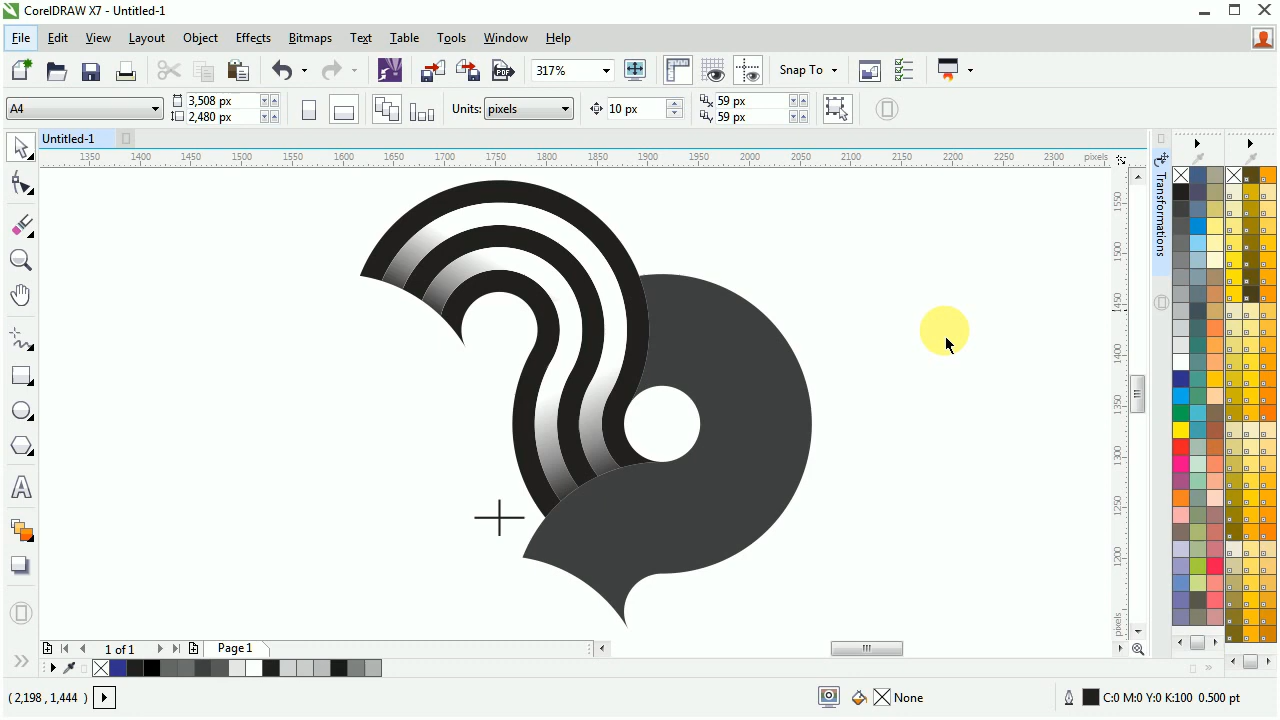 CorelDRAW X7 - Untitled-1
File Edit View Layout Object Effects Bitmaps Text Table Tools Window Help
PDF 317% Snap To
A4 3,508 px 2,480 px Units: pixels 10 px 59 px 59 px
Untitled-1
1350 1400 1450 1500 1550 1600 1650 1700 1750 1800 1850 1900 1950 2000 2050 2100 2150 2200 2250 2300 pixels
1550
1500
1450
1400
1350
1300
1250
1200
pixels
Transformations
1 of 1 Page 1
( 2,198 , 1,444 ) None C:0 M:0 Y:0 K:100 0.500 pt